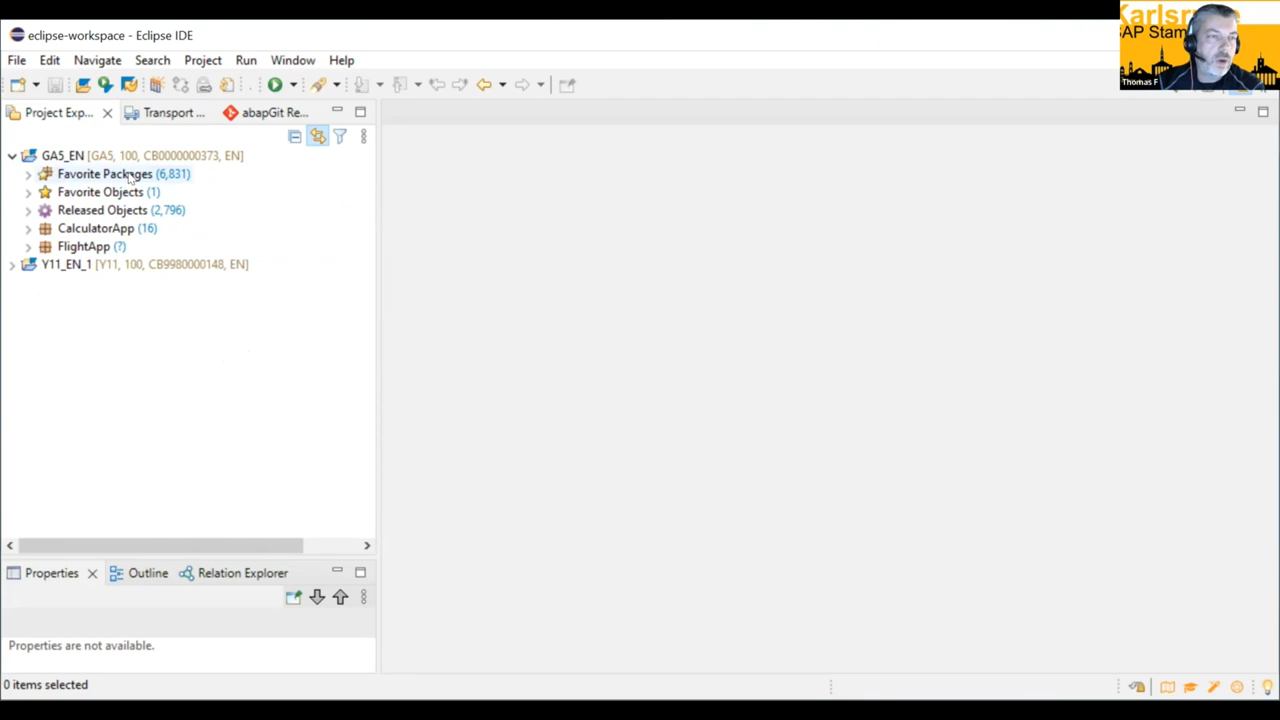 eclipse-workspace - Eclipse IDE
File Edit Navigate Search Project Run Window Help
Project Exp... Transport ... abapGit Re...
GA5_EN [GA5, 100, CB0000000373, EN]
Favorite Packages (6,831)
Favorite Objects (1)
Released Objects (2,796)
CalculatorApp (16)
FlightApp (?)
Y11_EN_1 [Y11, 100, CB9980000148, EN]
Properties Outline Relation Explorer
Properties are not available.
0 items selected
Thomas F